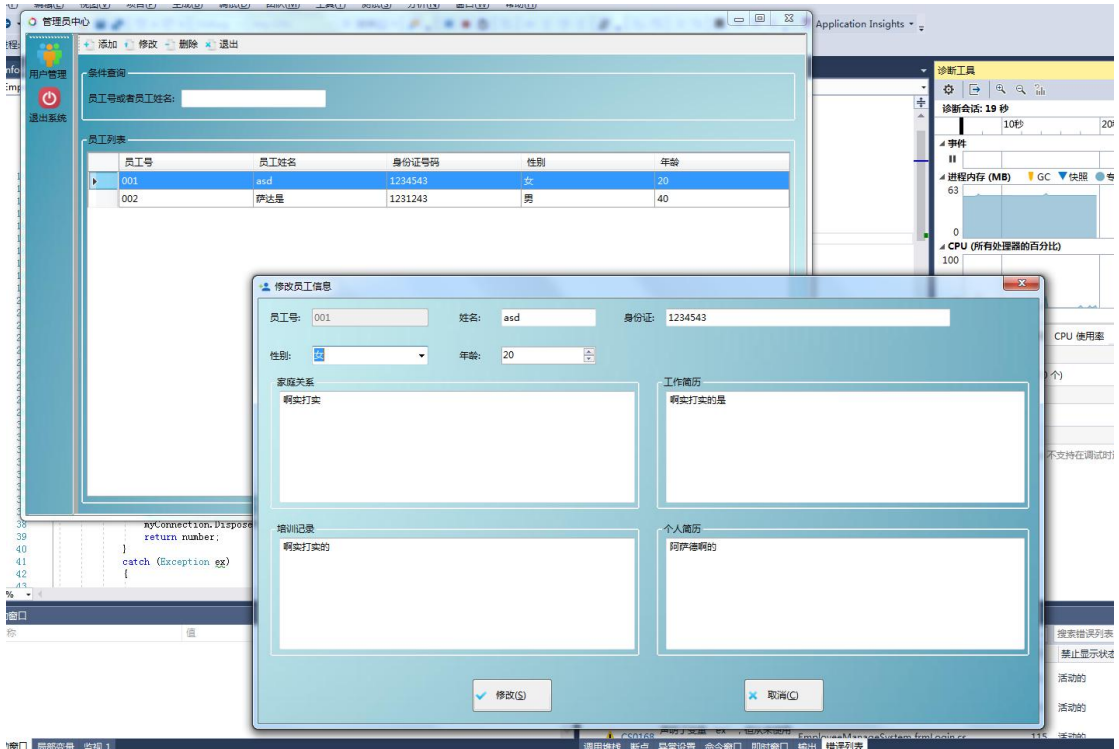 管理员中心
Application Insights
添加 修改 删除 退出
用户管理
退出系统
条件查询
员工号或者员工姓名:
员工列表
员工号 员工姓名 身份证号码 性别 年龄
001 asd 1234543 女 20
002 萨达是 1231243 男 40
诊断工具
诊断会话: 19 秒
10秒
事件
进程内存 (MB) GC 快照
63
0
CPU (所有处理器的百分比)
100
CPU 使用率
不支持在调试时
修改员工信息
员工号: 001 姓名: asd 身份证: 1234543
性别: 女 年龄: 20
家庭关系 工作简历
啊实打实 啊实打实的是
培训记录 个人简历
啊实打实的 阿萨德啊的
修改(S) 取消(C)
38 myConnection.Dispose
39 return number;
40 }
41 catch (Exception ex)
42 {
43
值
搜索错误列表
禁止显示状态
活动的
活动的
CS0168 EmployeeManageSystem frmLogin.cs 115 活动的
局部变量 监视 1
调用堆栈 断点 异常设置 命令窗口 即时窗口 输出 错误列表